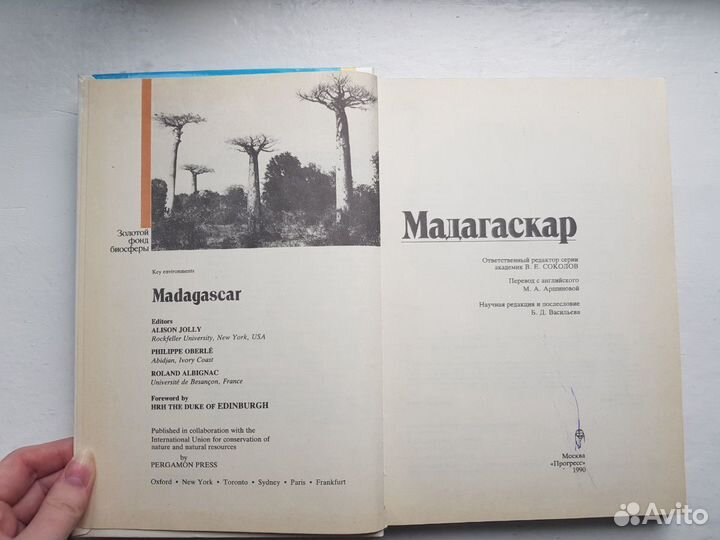 Золотой
фонд
биосферы
Key environments
Madagascar
Editors
ALISON JOLLY
Rockfeller University, New York, USA
PHILIPPE OBERLÉ
Abidjan, Ivory Coast
ROLAND ALBIGNAC
Université de Besançon, France
Foreword by
HRH THE DUKE OF EDINBURGH
Published in collaboration with the
International Union for conservation of
nature and natural resources
by
PERGAMON PRESS
Oxford • New York • Toronto • Sydney • Paris • Frankfurt
Мадагаскар
Ответственный редактор серии
академик В. Е. СОКОЛОВ
Перевод с английского
М. А. Аршиновой
Научная редакция и послесловие
Б. Д. Васильева
Москва
«Прогресс»
1990
Avito